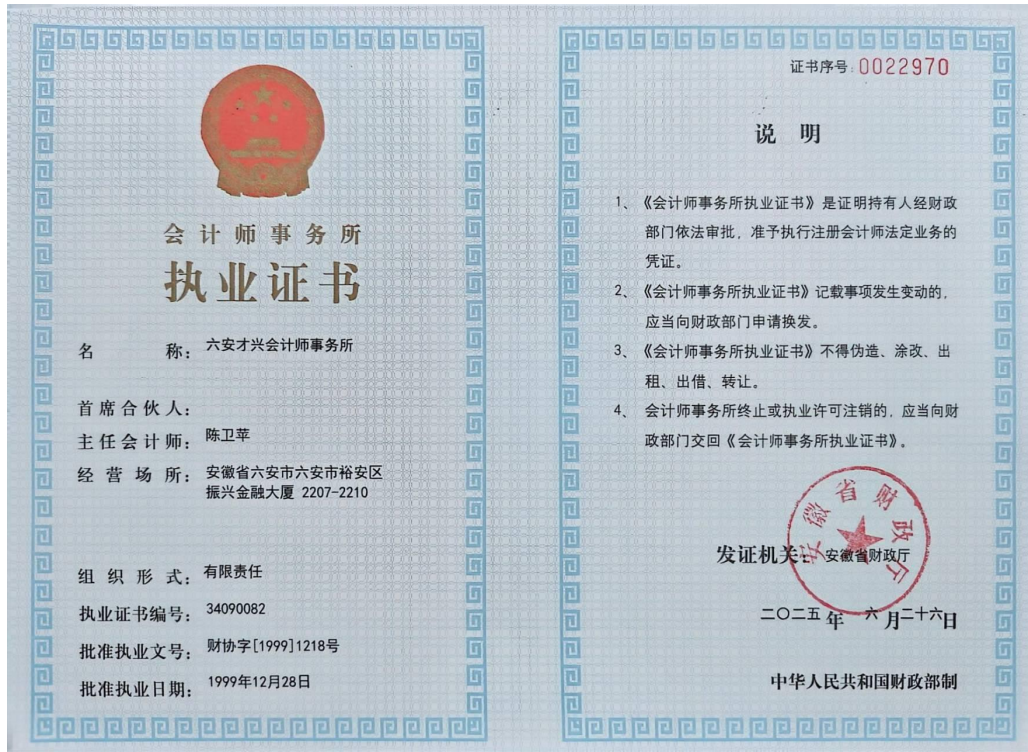 会计师事务所
执业证书
名称：六安才兴会计师事务所
首席合伙人：
主任会计师：陈卫苹
经营场所：安徽省六安市六安市裕安区
振兴金融大厦 2207-2210
组织形式：有限责任
执业证书编号：34090082
批准执业文号：财协字[1999]1218号
批准执业日期：1999年12月28日
证书序号：0022970
说明
1、《会计师事务所执业证书》是证明持有人经财政
部门依法审批，准予执行注册会计师法定业务的
凭证。
2、《会计师事务所执业证书》记载事项发生变动的，
应当向财政部门申请换发。
3、《会计师事务所执业证书》不得伪造、涂改、出
租、出借、转让。
4、会计师事务所终止或执业许可注销的，应当向财
政部门交回《会计师事务所执业证书》。
安徽省财政厅
发证机关：安徽省财政厅
二〇二五年六月二十六日
中华人民共和国财政部制